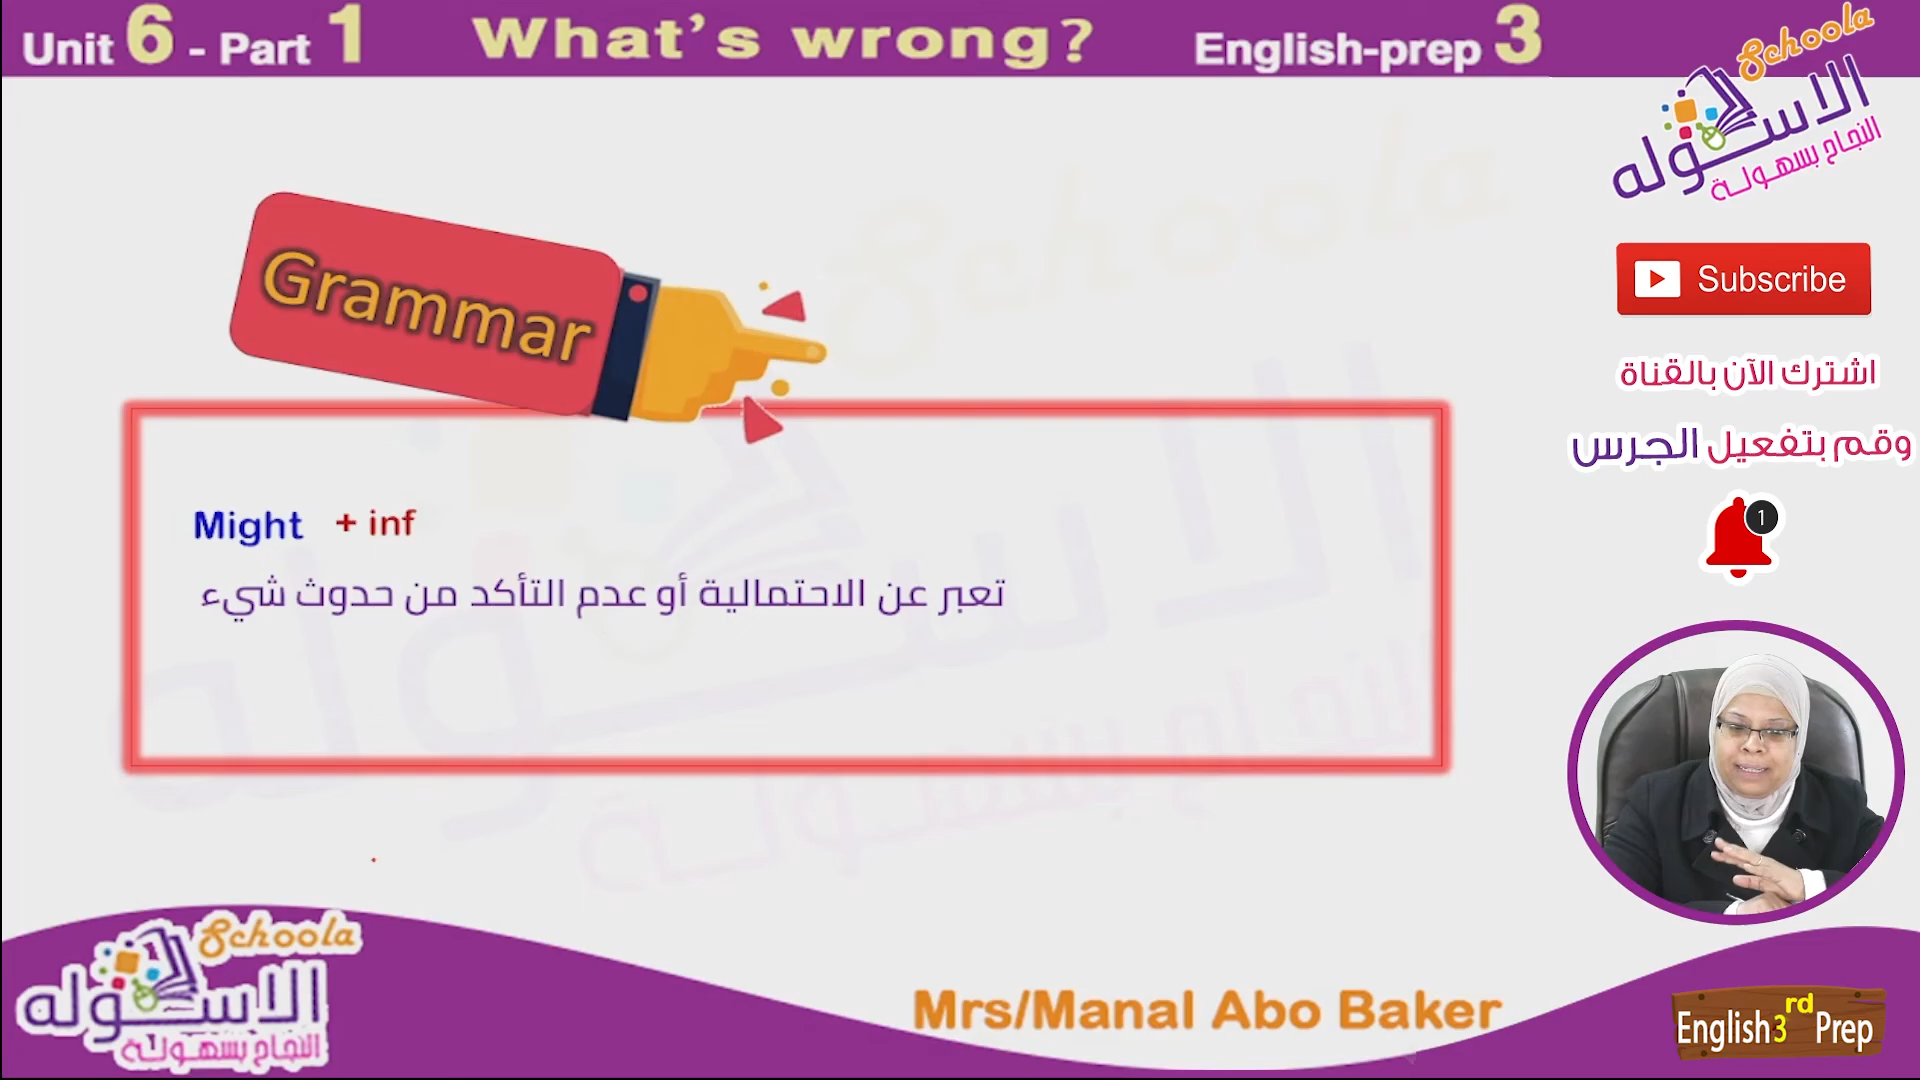 Unit 6 - Part 1 What's wrong? English-prep 3
Schoola
الاسكوله
النجاح بسهولة
Subscribe
اشترك الآن بالقناة
وقم بتفعيل الجرس
1
Grammar
Might + inf
تعبر عن الاحتمالية أو عدم التأكد من حدوث شيء
Schoola
الاسكوله
النجاح بسهولة
Mrs/Manal Abo Baker
English 3rd Prep